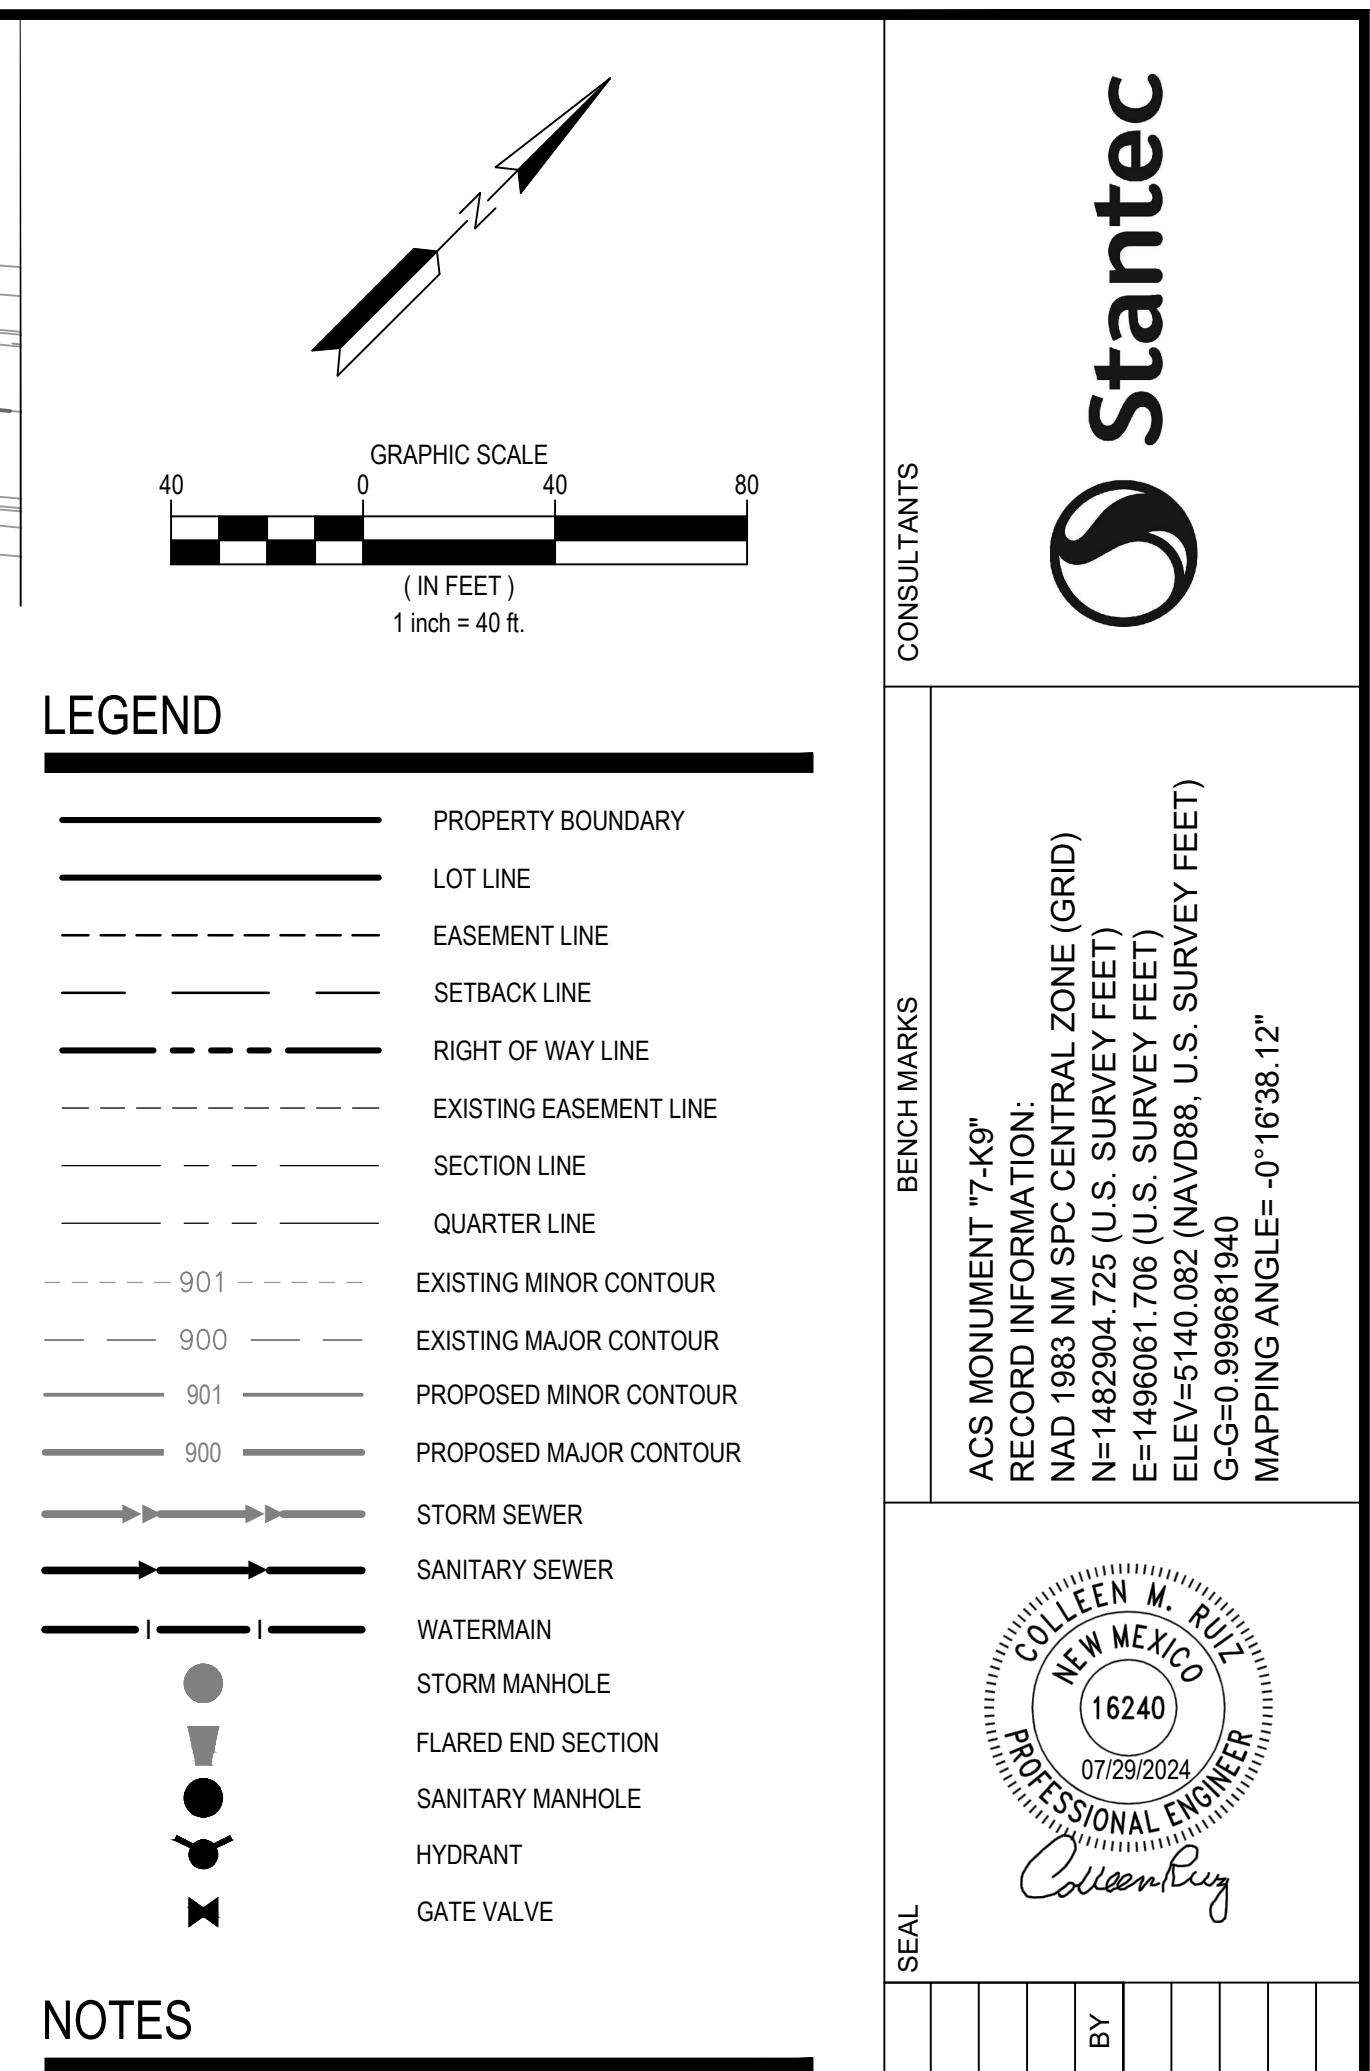 N
GRAPHIC SCALE
40 0 40 80
( IN FEET )
1 inch = 40 ft.
LEGEND
PROPERTY BOUNDARY
LOT LINE
EASEMENT LINE
SETBACK LINE
RIGHT OF WAY LINE
EXISTING EASEMENT LINE
SECTION LINE
QUARTER LINE
901 EXISTING MINOR CONTOUR
900 EXISTING MAJOR CONTOUR
901 PROPOSED MINOR CONTOUR
900 PROPOSED MAJOR CONTOUR
STORM SEWER
SANITARY SEWER
WATERMAIN
STORM MANHOLE
FLARED END SECTION
SANITARY MANHOLE
HYDRANT
GATE VALVE
NOTES
CONSULTANTS
Stantec
BENCH MARKS
ACS MONUMENT "7-K9"
RECORD INFORMATION:
NAD 1983 NM SPC CENTRAL ZONE (GRID)
N=1482904.725 (U.S. SURVEY FEET)
E=1496061.706 (U.S. SURVEY FEET)
ELEV=5140.082 (NAVD88, U.S. SURVEY FEET)
G-G=0.999681940
MAPPING ANGLE= -0°16'38.12"
SEAL
COLLEEN M. RUIZ
NEW MEXICO
16240
07/29/2024
PROFESSIONAL ENGINEER
Colleen Ruiz
BY